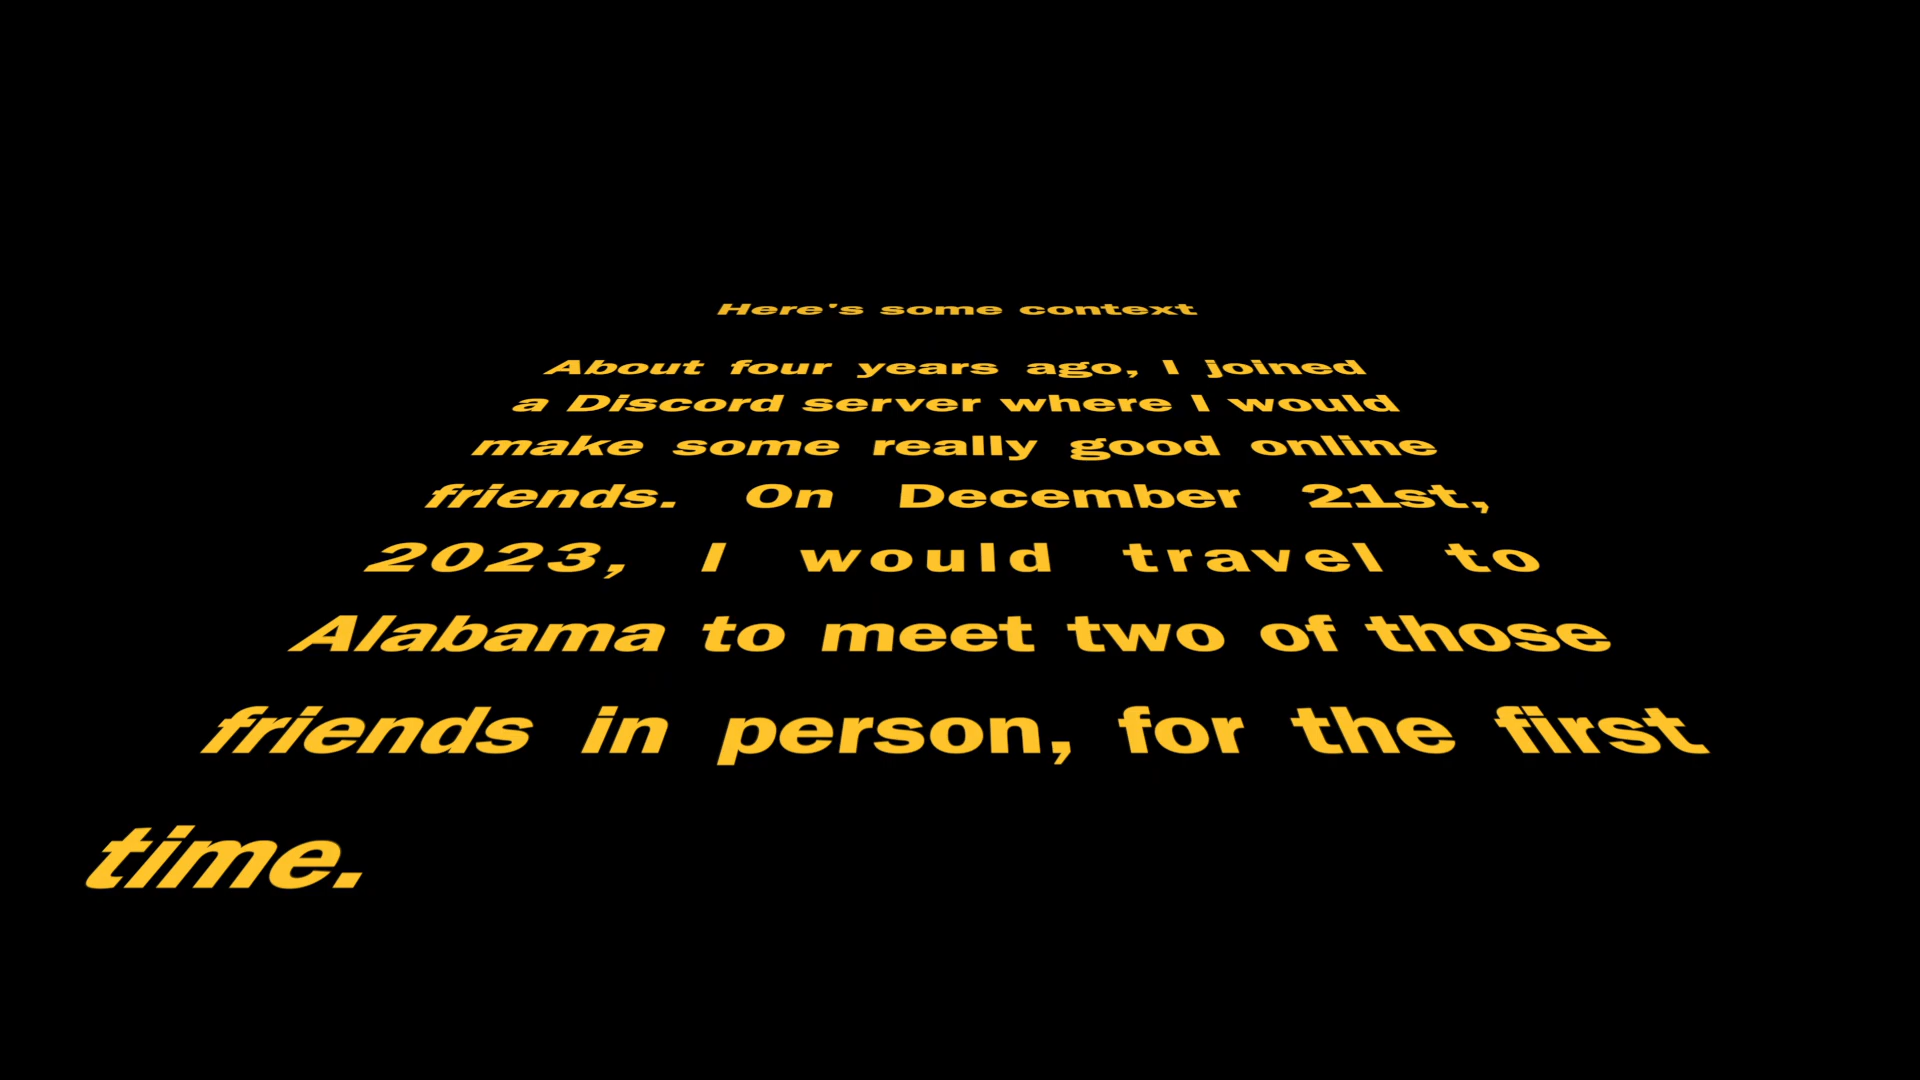 Here's some context
About four years ago, I joined
a Discord server where I would
make some really good online
friends. On December 21st,
2023, I would travel to
Alabama to meet two of those
friends in person, for the first
time.